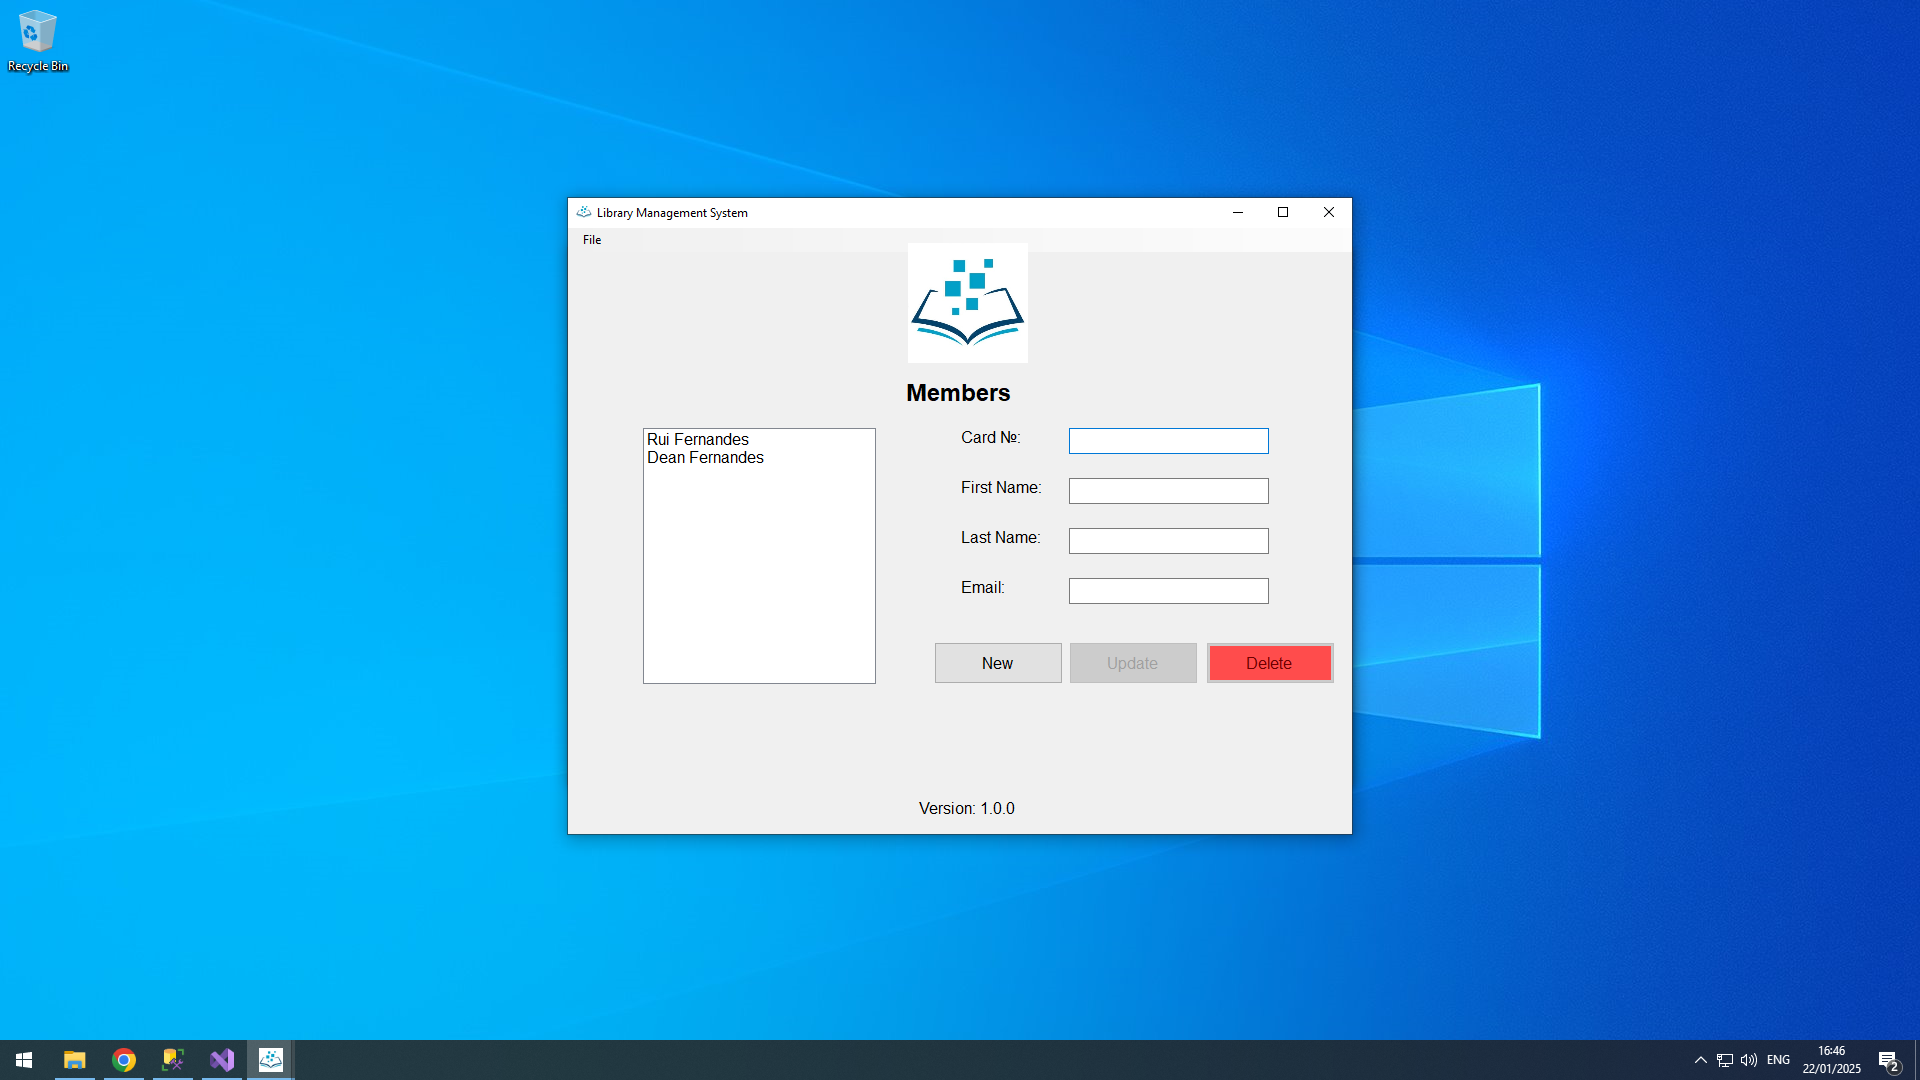 Recycle Bin
Library Management System
File
Members
Rui Fernandes
Dean Fernandes
Card №:
First Name:
Last Name:
Email:
New
Update
Delete
Version: 1.0.0
ENG
16:46
22/01/2025
2